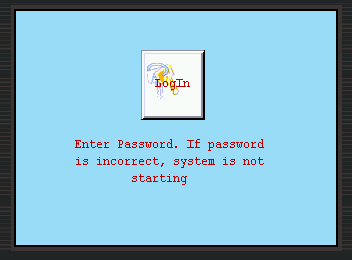 LogIn
Enter Password. If password
is incorrect, system is not
starting